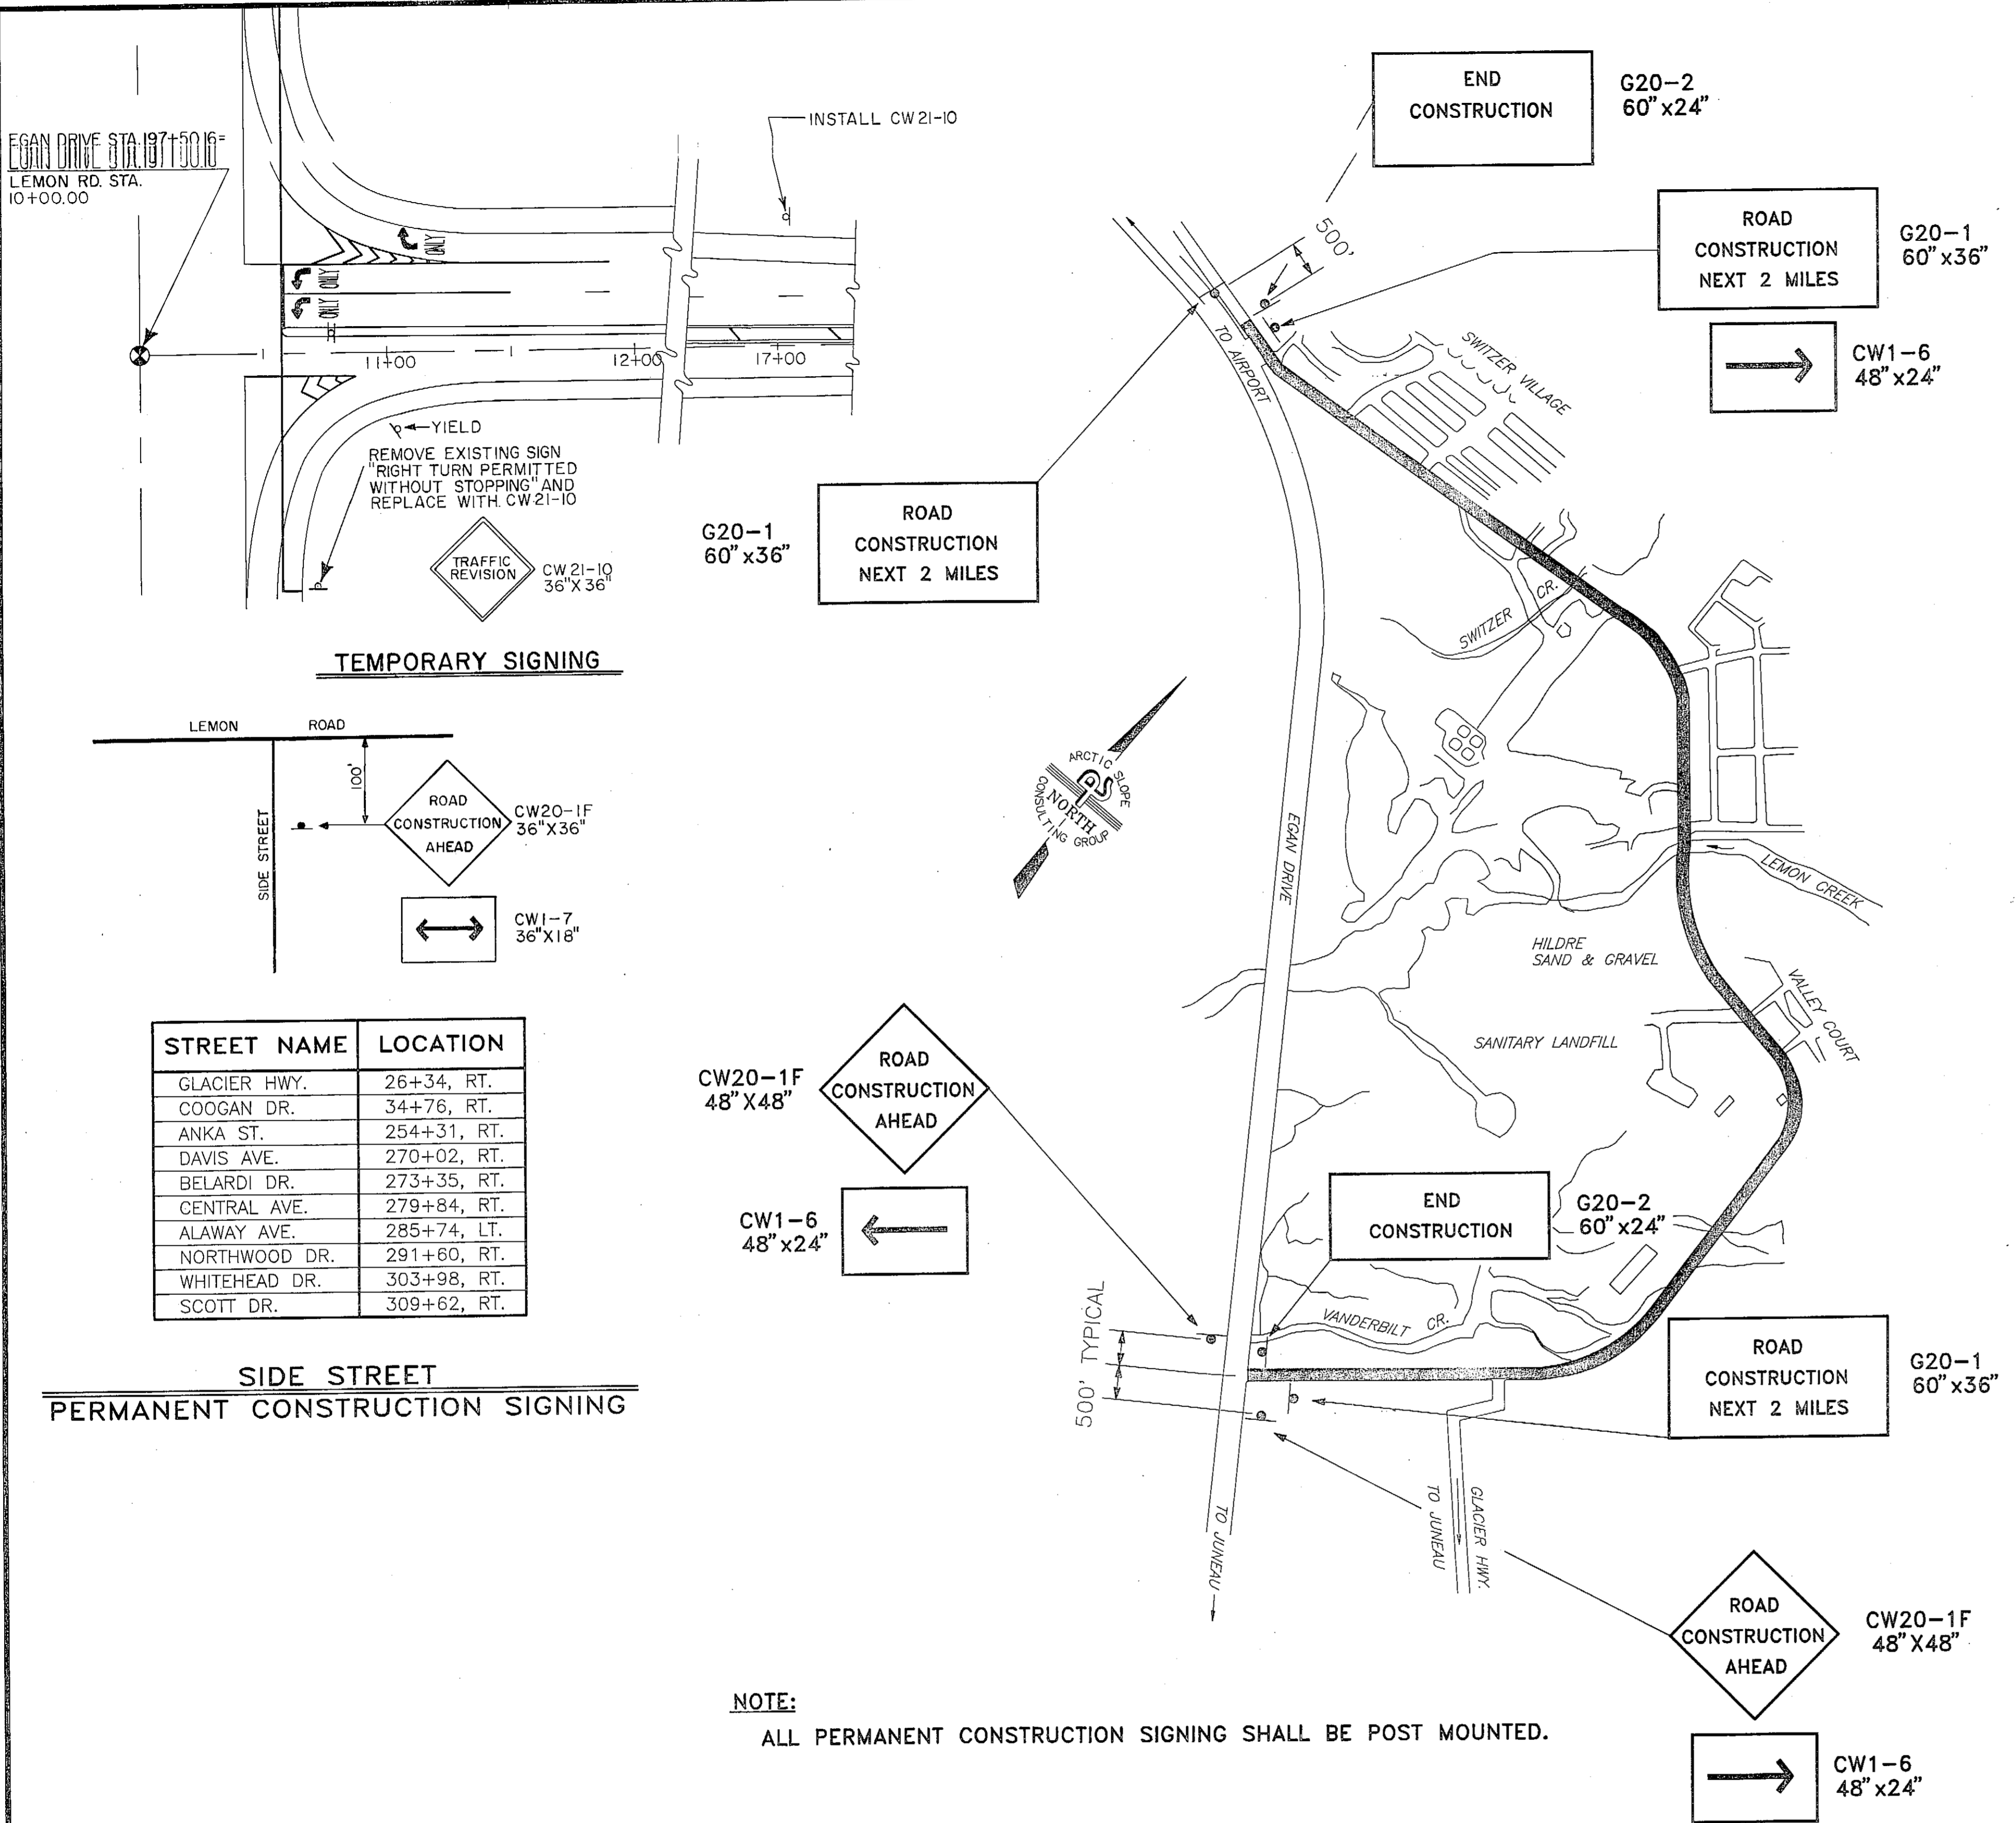 EGAN DRIVE STA. 197+50.16=
LEMON RD. STA.
10+00.00
INSTALL CW 21-10
ONLY
ONLY
ONLY
11+00
12+00
17+00
YIELD
REMOVE EXISTING SIGN
"RIGHT TURN PERMITTED
WITHOUT STOPPING" AND
REPLACE WITH CW 21-10
TRAFFIC
REVISION
CW 21-10
36"X 36"
TEMPORARY SIGNING
LEMON ROAD
100'
SIDE STREET
ROAD
CONSTRUCTION
AHEAD
CW20-1F
36"X36"
CW1-7
36"X18"
STREET NAME LOCATION
GLACIER HWY. 26+34, RT.
COOGAN DR. 34+76, RT.
ANKA ST. 254+31, RT.
DAVIS AVE. 270+02, RT.
BELARDI DR. 273+35, RT.
CENTRAL AVE. 279+84, RT.
ALAWAY AVE. 285+74, LT.
NORTHWOOD DR. 291+60, RT.
WHITEHEAD DR. 303+98, RT.
SCOTT DR. 309+62, RT.
SIDE STREET
PERMANENT CONSTRUCTION SIGNING
END
CONSTRUCTION
G20-2
60"x24"
500'
ROAD
CONSTRUCTION
NEXT 2 MILES
G20-1
60"x36"
CW1-6
48"x24"
TO AIRPORT
SWITZER VILLAGE
G20-1
60"x36"
ROAD
CONSTRUCTION
NEXT 2 MILES
SWITZER CR.
ARCTIC SLOPE
NORTH
CONSULTING GROUP
EGAN DRIVE
LEMON CREEK
HILDRE
SAND & GRAVEL
VALLEY COURT
SANITARY LANDFILL
CW20-1F
48"X48"
ROAD
CONSTRUCTION
AHEAD
CW1-6
48"x24"
END
CONSTRUCTION
G20-2
60"x24"
500' TYPICAL
VANDERBILT CR.
ROAD
CONSTRUCTION
NEXT 2 MILES
G20-1
60"x36"
TO JUNEAU
TO JUNEAU
GLACIER HWY.
ROAD
CONSTRUCTION
AHEAD
CW20-1F
48"X48"
CW1-6
48"x24"
NOTE:
ALL PERMANENT CONSTRUCTION SIGNING SHALL BE POST MOUNTED.